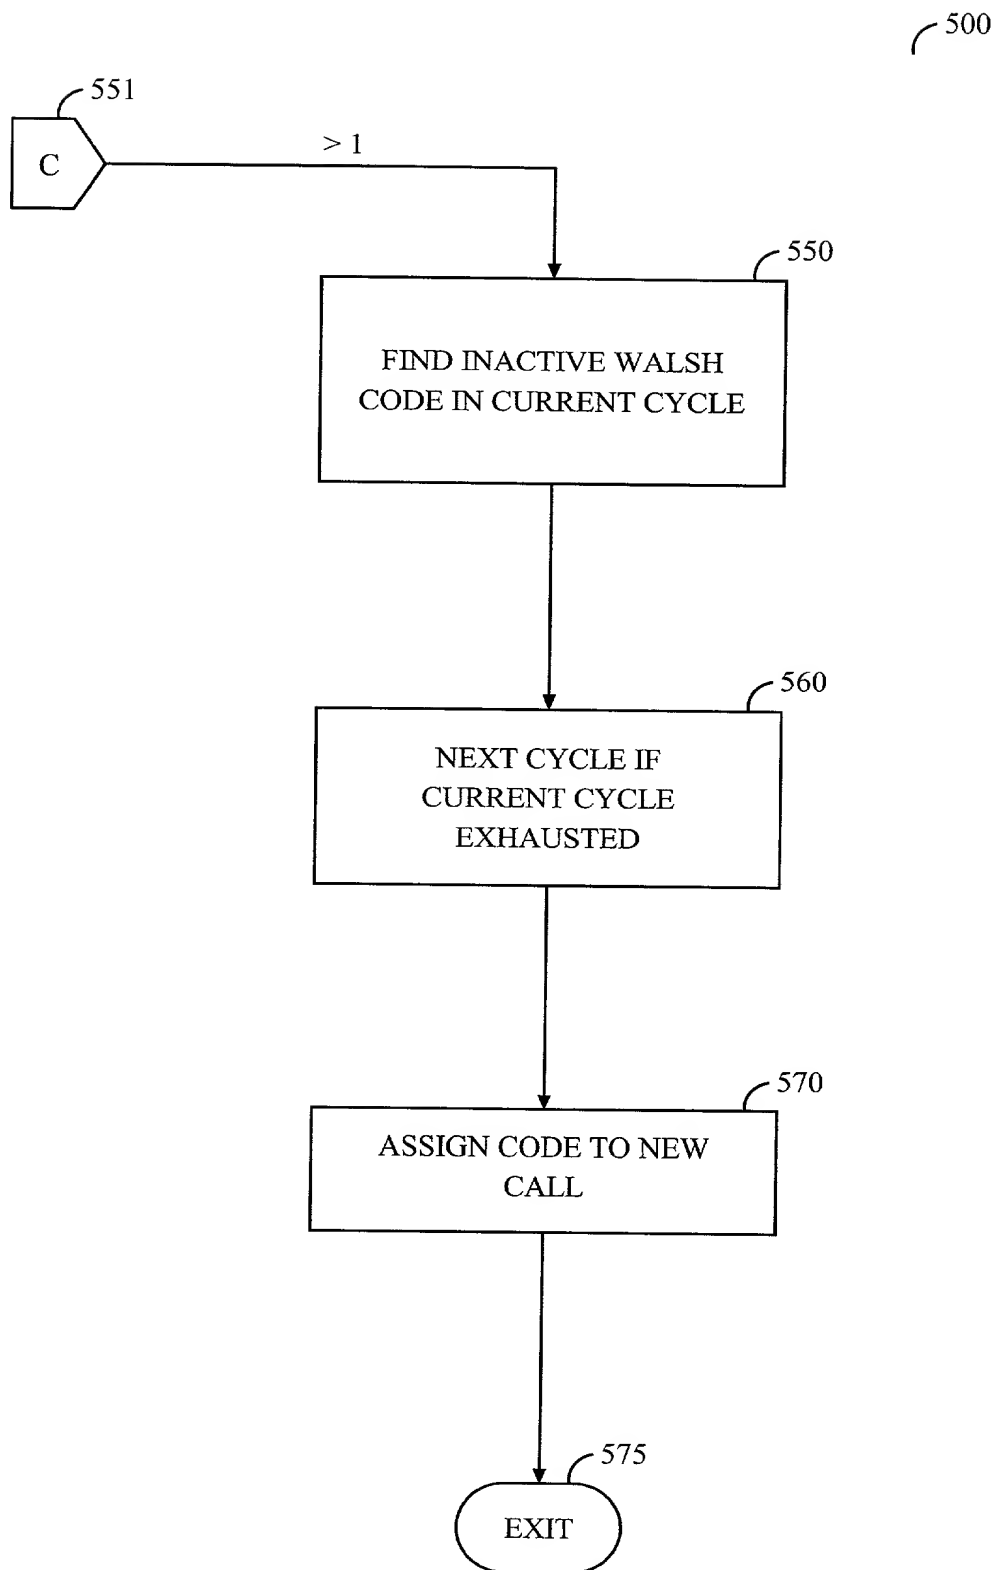 500
551
C
> 1
550
FIND INACTIVE WALSH
CODE IN CURRENT CYCLE
560
NEXT CYCLE IF
CURRENT CYCLE
EXHAUSTED
570
ASSIGN CODE TO NEW
CALL
575
EXIT